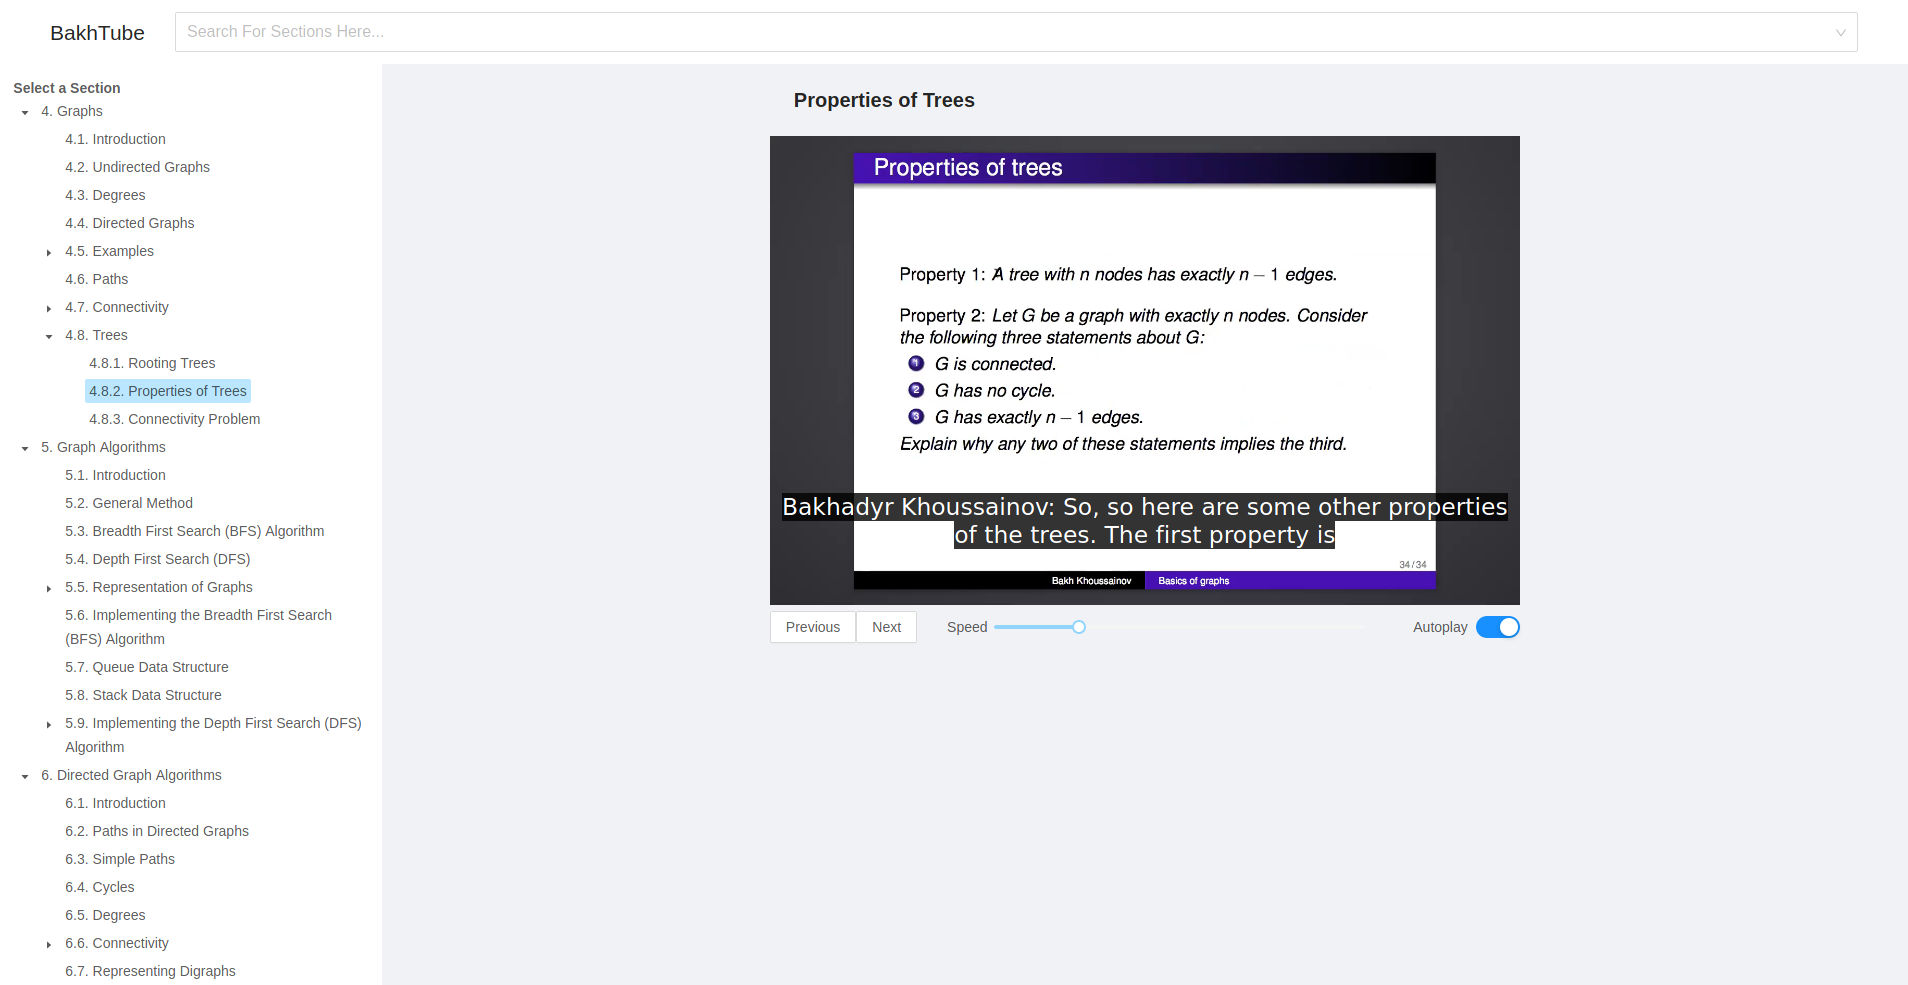 BakhTube
Search For Sections Here...
Select a Section
4. Graphs
4.1. Introduction
4.2. Undirected Graphs
4.3. Degrees
4.4. Directed Graphs
4.5. Examples
4.6. Paths
4.7. Connectivity
4.8. Trees
4.8.1. Rooting Trees
4.8.2. Properties of Trees
4.8.3. Connectivity Problem
5. Graph Algorithms
5.1. Introduction
5.2. General Method
5.3. Breadth First Search (BFS) Algorithm
5.4. Depth First Search (DFS)
5.5. Representation of Graphs
5.6. Implementing the Breadth First Search
(BFS) Algorithm
5.7. Queue Data Structure
5.8. Stack Data Structure
5.9. Implementing the Depth First Search (DFS)
Algorithm
6. Directed Graph Algorithms
6.1. Introduction
6.2. Paths in Directed Graphs
6.3. Simple Paths
6.4. Cycles
6.5. Degrees
6.6. Connectivity
6.7. Representing Digraphs
Properties of Trees
Properties of trees
Property 1: A tree with n nodes has exactly n − 1 edges.
Property 2: Let G be a graph with exactly n nodes. Consider
the following three statements about G:
1 G is connected.
2 G has no cycle.
3 G has exactly n − 1 edges.
Explain why any two of these statements implies the third.
Bakhadyr Khoussainov: So, so here are some other properties
of the trees. The first property is
34/34
Bakh Khoussainov Basics of graphs
Previous Next Speed Autoplay